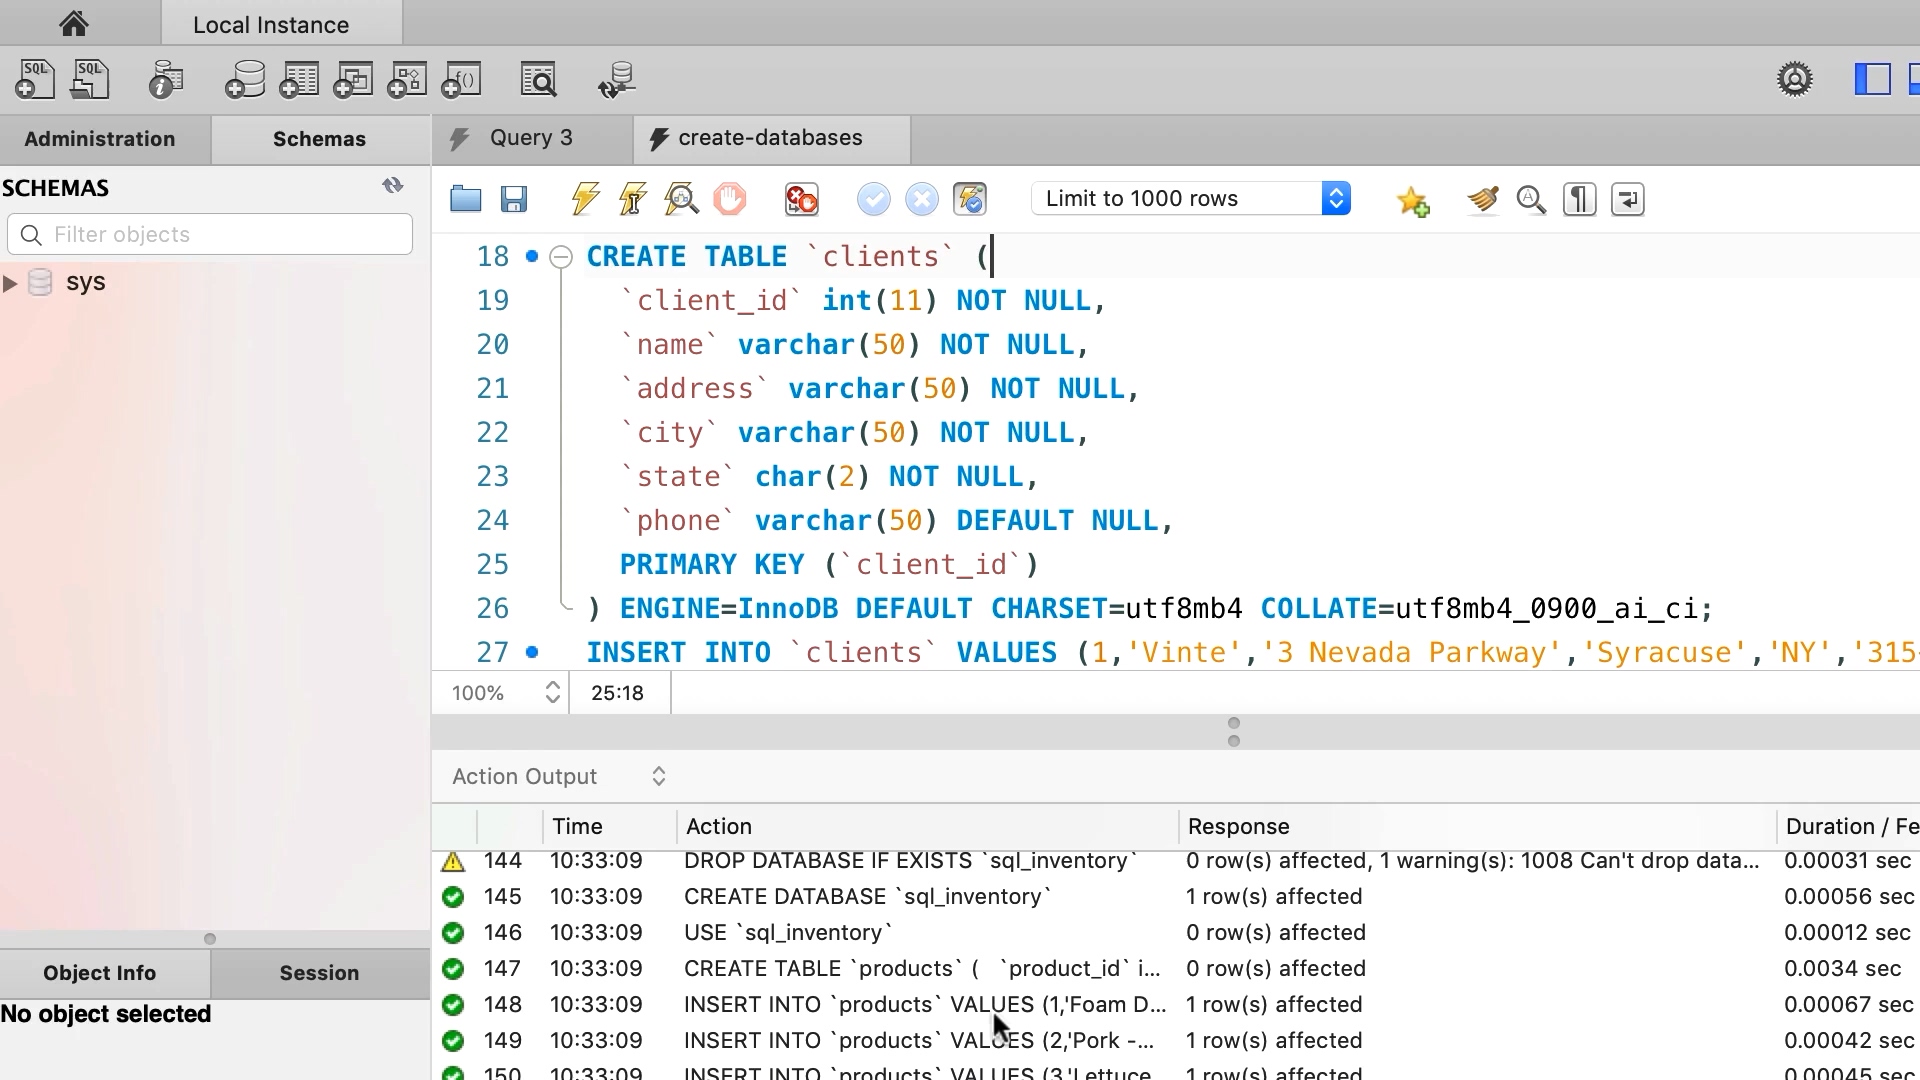 Local Instance
SQL SQL
Administration Schemas
Query 3 create-databases
SCHEMAS
Filter objects
sys
Limit to 1000 rows
18 CREATE TABLE `clients` (
19 `client_id` int(11) NOT NULL,
20 `name` varchar(50) NOT NULL,
21 `address` varchar(50) NOT NULL,
22 `city` varchar(50) NOT NULL,
23 `state` char(2) NOT NULL,
24 `phone` varchar(50) DEFAULT NULL,
25 PRIMARY KEY (`client_id`)
26 ) ENGINE=InnoDB DEFAULT CHARSET=utf8mb4 COLLATE=utf8mb4_0900_ai_ci;
27 INSERT INTO `clients` VALUES (1,'Vinte','3 Nevada Parkway','Syracuse','NY','315-
100% 25:18
Action Output
Time Action Response Duration / Fe
144 10:33:09 DROP DATABASE IF EXISTS `sql_inventory` 0 row(s) affected, 1 warning(s): 1008 Can't drop data... 0.00031 sec
145 10:33:09 CREATE DATABASE `sql_inventory` 1 row(s) affected 0.00056 sec
146 10:33:09 USE `sql_inventory` 0 row(s) affected 0.00012 sec
147 10:33:09 CREATE TABLE `products` ( `product_id` i... 0 row(s) affected 0.0034 sec
148 10:33:09 INSERT INTO `products` VALUES (1,'Foam D... 1 row(s) affected 0.00067 sec
149 10:33:09 INSERT INTO `products` VALUES (2,'Pork -... 1 row(s) affected 0.00042 sec
150 10:33:09 INSERT INTO `products` VALUES (3,'Lettuce 1 row(s) affected 0.00045 sec
Object Info Session
No object selected